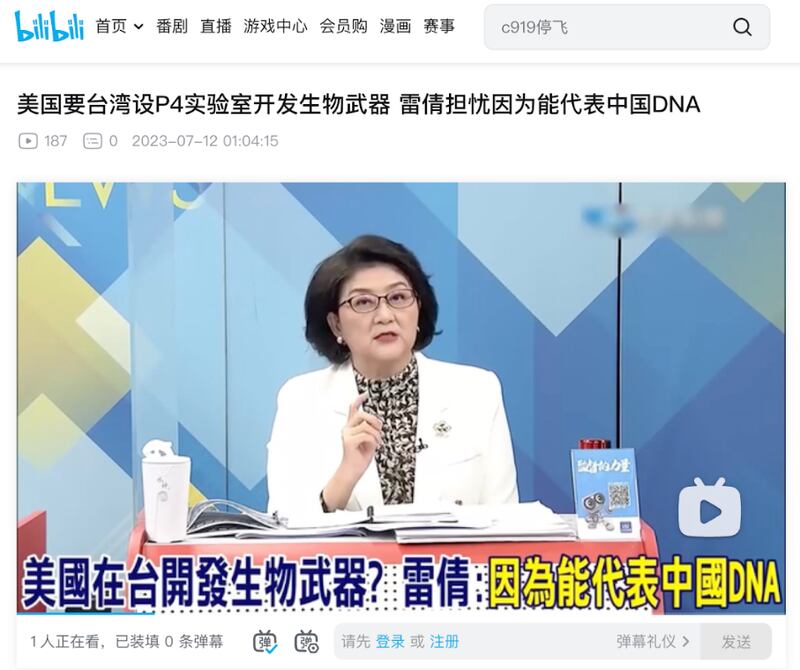 bilibili 首页 番剧 直播 游戏中心 会员购 漫画 赛事 c919停飞
美国要台湾设P4实验室开发生物武器 雷倩担忧因为能代表中国DNA
187 0 2023-07-12 01:04:15
NEWS
美國在台開發生物武器？雷倩:因為能代表中國DNA
1人正在看，已装填 0 条弹幕 弹 弹 请先 登录 或 注册 弹幕礼仪 发送